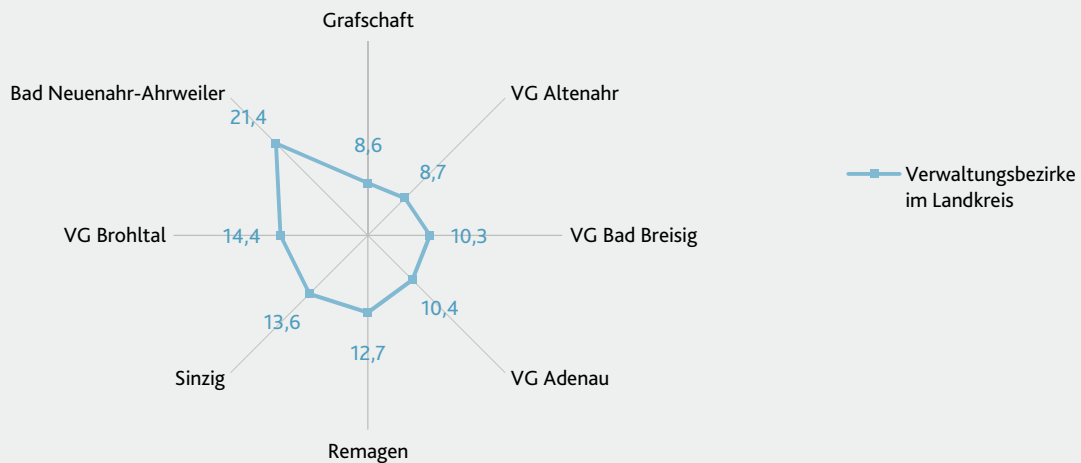 Grafschaft
Bad Neuenahr-Ahrweiler
VG Altenahr
21,4
8,6
8,7
Verwaltungsbezirke
im Landkreis
VG Brohltal
14,4
10,3
VG Bad Breisig
13,6
10,4
12,7
Sinzig
VG Adenau
Remagen